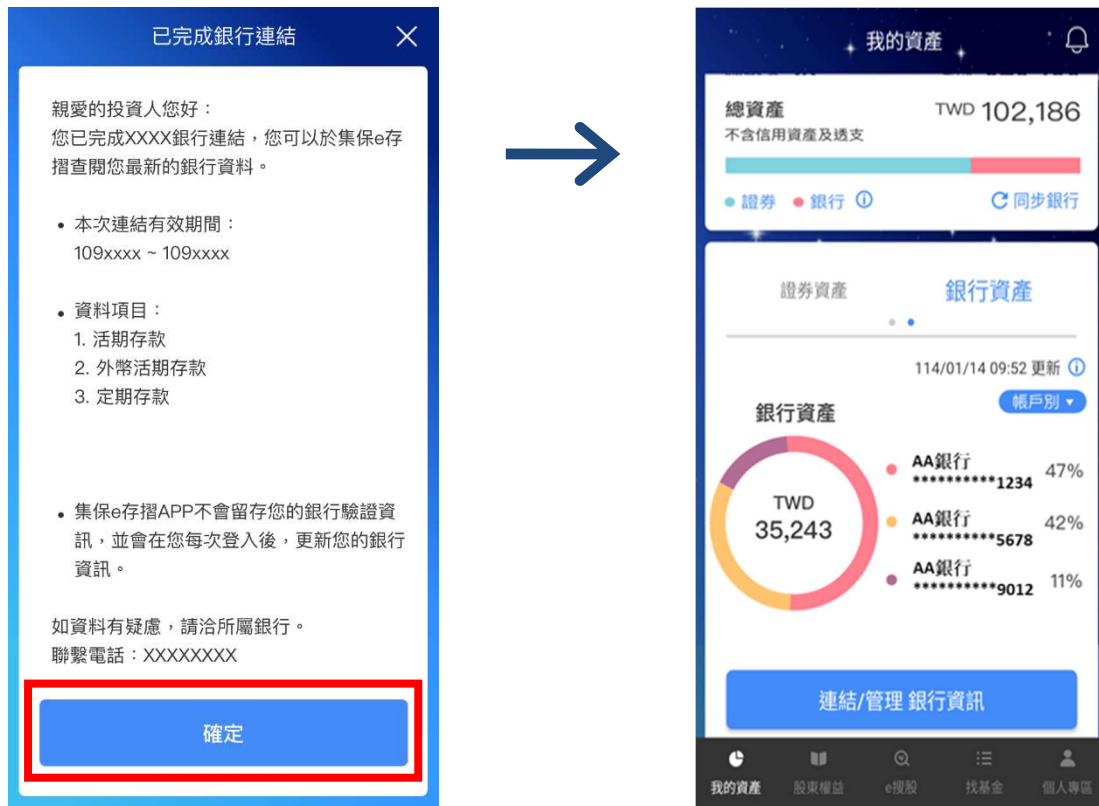 已完成銀行連結
親愛的投資人您好：
您已完成XXXX銀行連結，您可以於集保e存
摺查閱您最新的銀行資料。
• 本次連結有效期間：
109xxxx ~ 109xxxx
• 資料項目：
1. 活期存款
2. 外幣活期存款
3. 定期存款
• 集保e存摺APP不會留存您的銀行驗證資
訊，並會在您每次登入後，更新您的銀行
資訊。
如資料有疑慮，請洽所屬銀行。
聯繫電話：XXXXXXXX
確定
我的資產
總資產 TWD 102,186
不含信用資產及透支
證券 銀行 同步銀行
證券資產 銀行資產
114/01/14 09:52 更新
帳戶別
銀行資產
TWD
35,243
AA銀行
**********1234 47%
AA銀行
**********5678 42%
AA銀行
**********9012 11%
連結/管理 銀行資訊
我的資產 股東權益 e搜股 找基金 個人專區